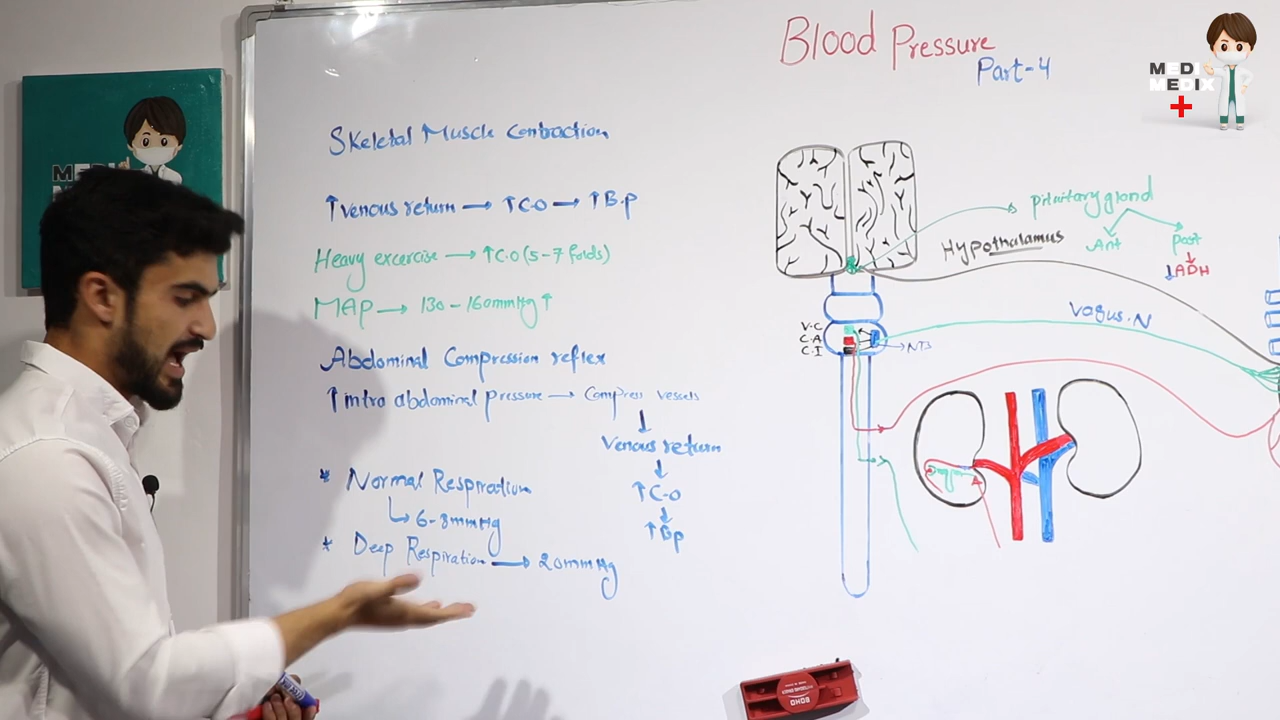 Blood Pressure
Part-4
MEDI
MEDIX
Skeletal Muscle Contraction
↑venous return → ↑C.O → ↑B.p
Heavy excercise → ↑C.O (5-7 folds)
MAP → 130-160mmHg ↑
Abdominal Compression reflex
↑intra abdominal pressure → Compress vessels
↓
Venous return
↓
↑C-O
↓
↑Bp
* Normal Respiration
↳ 6-8mmHg
* Deep Respiration → 20mmHg
pituitary gland
Ant
Post
↓ADH
Hypothalamus
Vagus.N
V.C
C.A
C.I
NTS
MEDI
SOHO